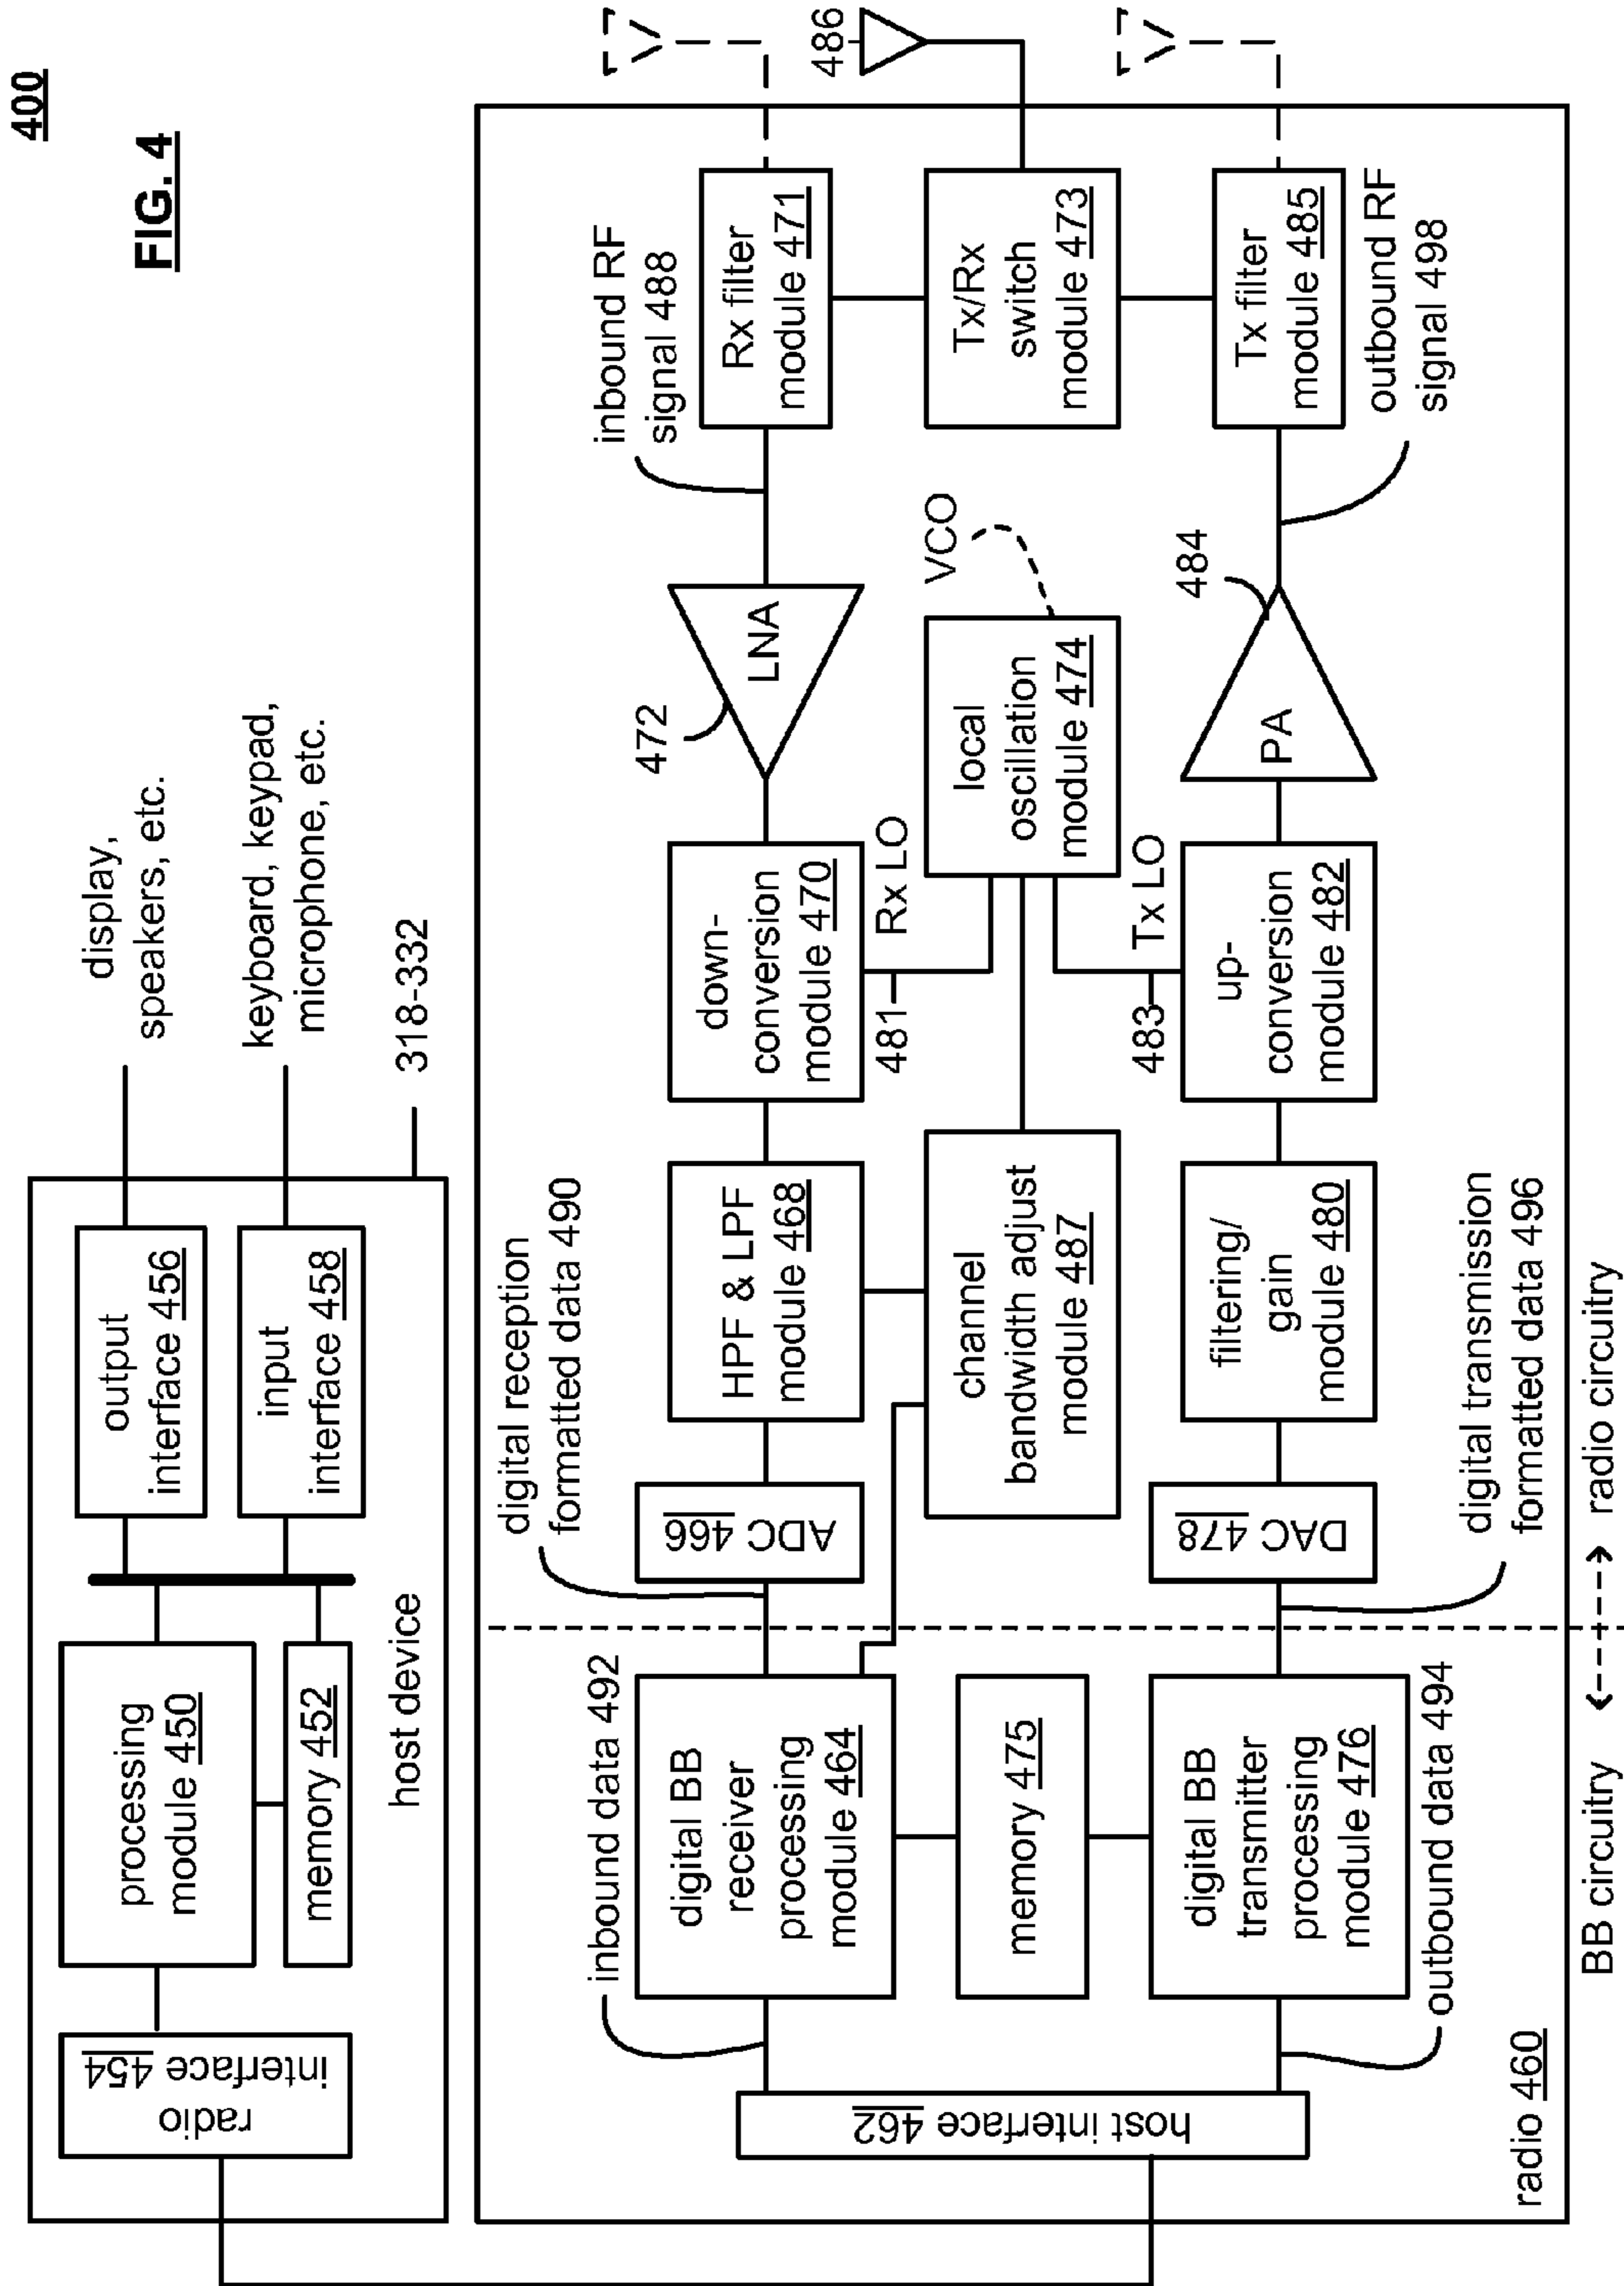 400
FIG. 4
display,
speakers, etc.
keyboard, keypad,
microphone, etc.
318-332
output
interface 456
input
interface 458
processing
module 450
memory 452
radio
interface 454
host device
486
Rx filter
module 471
Tx/Rx
switch
module 473
Tx filter
module 485
inbound RF
signal 488
outbound RF
signal 498
LNA
472
VCO
local
oscillation
module 474
484
PA
down-
conversion
module 470
481
Rx LO
Tx LO
483
up-
conversion
module 482
digital reception
formatted data 490
HPF & LPF
module 468
channel
bandwidth adjust
module 487
filtering/
gain
module 480
digital transmission
formatted data 496
ADC 466
DAC 478
inbound data 492
digital BB
receiver
processing
module 464
memory 475
digital BB
transmitter
processing
module 476
outbound data 494
host interface 462
radio 460
BB circuitry
radio circuitry